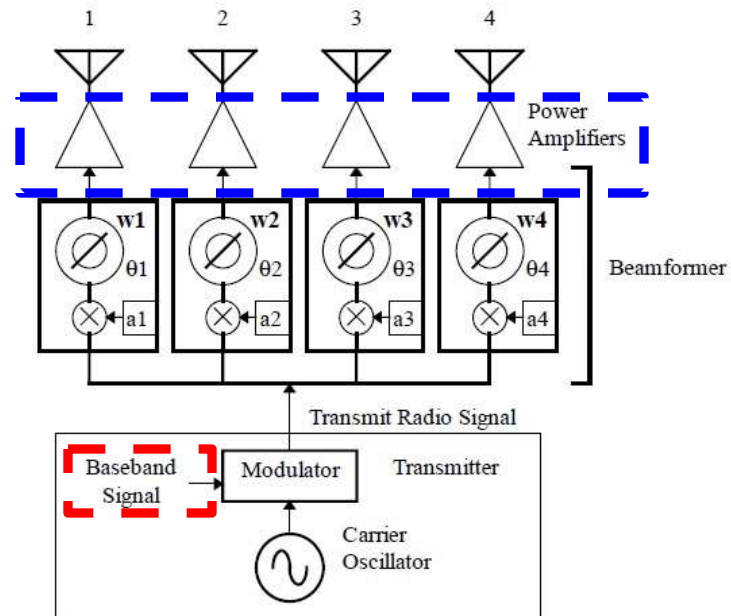 1 2 3 4
Power
Amplifiers
w1 w2 w3 w4
θ1 θ2 θ3 θ4
Beamformer
a1 a2 a3 a4
Transmit Radio Signal
Baseband
Signal
Modulator
Transmitter
Carrier
Oscillator